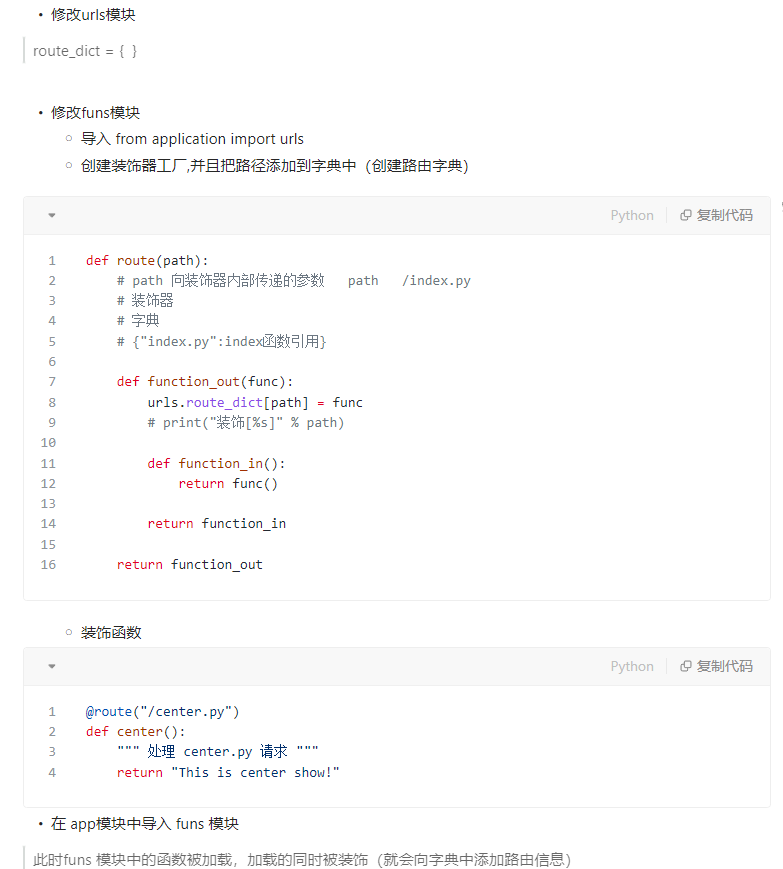 • 修改urls模块
route_dict = { }
• 修改funs模块
○ 导入 from application import urls
○ 创建装饰器工厂,并且把路径添加到字典中（创建路由字典）
Python 复制代码
1 def route(path):
2     # path 向装饰器内部传递的参数   path   /index.py
3     # 装饰器
4     # 字典
5     # {"index.py":index函数引用}
6
7     def function_out(func):
8         urls.route_dict[path] = func
9         # print("装饰[%s]" % path)
10
11         def function_in():
12             return func()
13
14         return function_in
15
16     return function_out
○ 装饰函数
Python 复制代码
1 @route("/center.py")
2 def center():
3     """ 处理 center.py 请求 """
4     return "This is center show!"
• 在 app模块中导入 funs 模块
此时funs 模块中的函数被加载，加载的同时被装饰（就会向字典中添加路由信息）